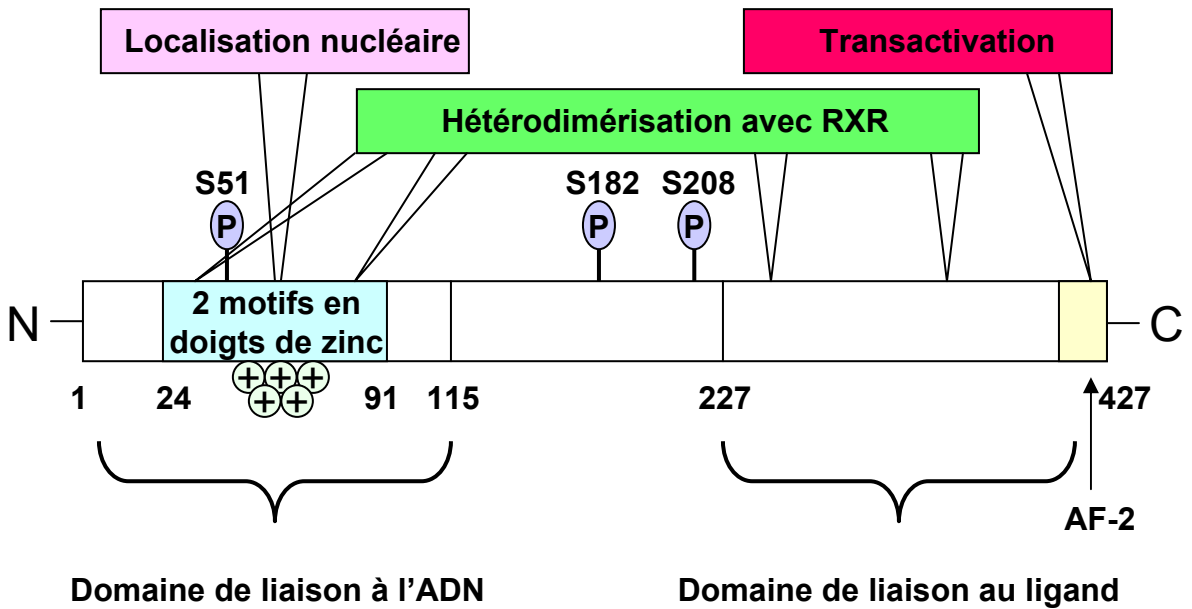 Localisation nucléaire
Transactivation
Hétérodimérisation avec RXR
S51
S182
S208
P
P
P
N
2 motifs en
doigts de zinc
C
+ + +
+ +
1
24
91
115
227
427
AF-2
Domaine de liaison à l’ADN
Domaine de liaison au ligand